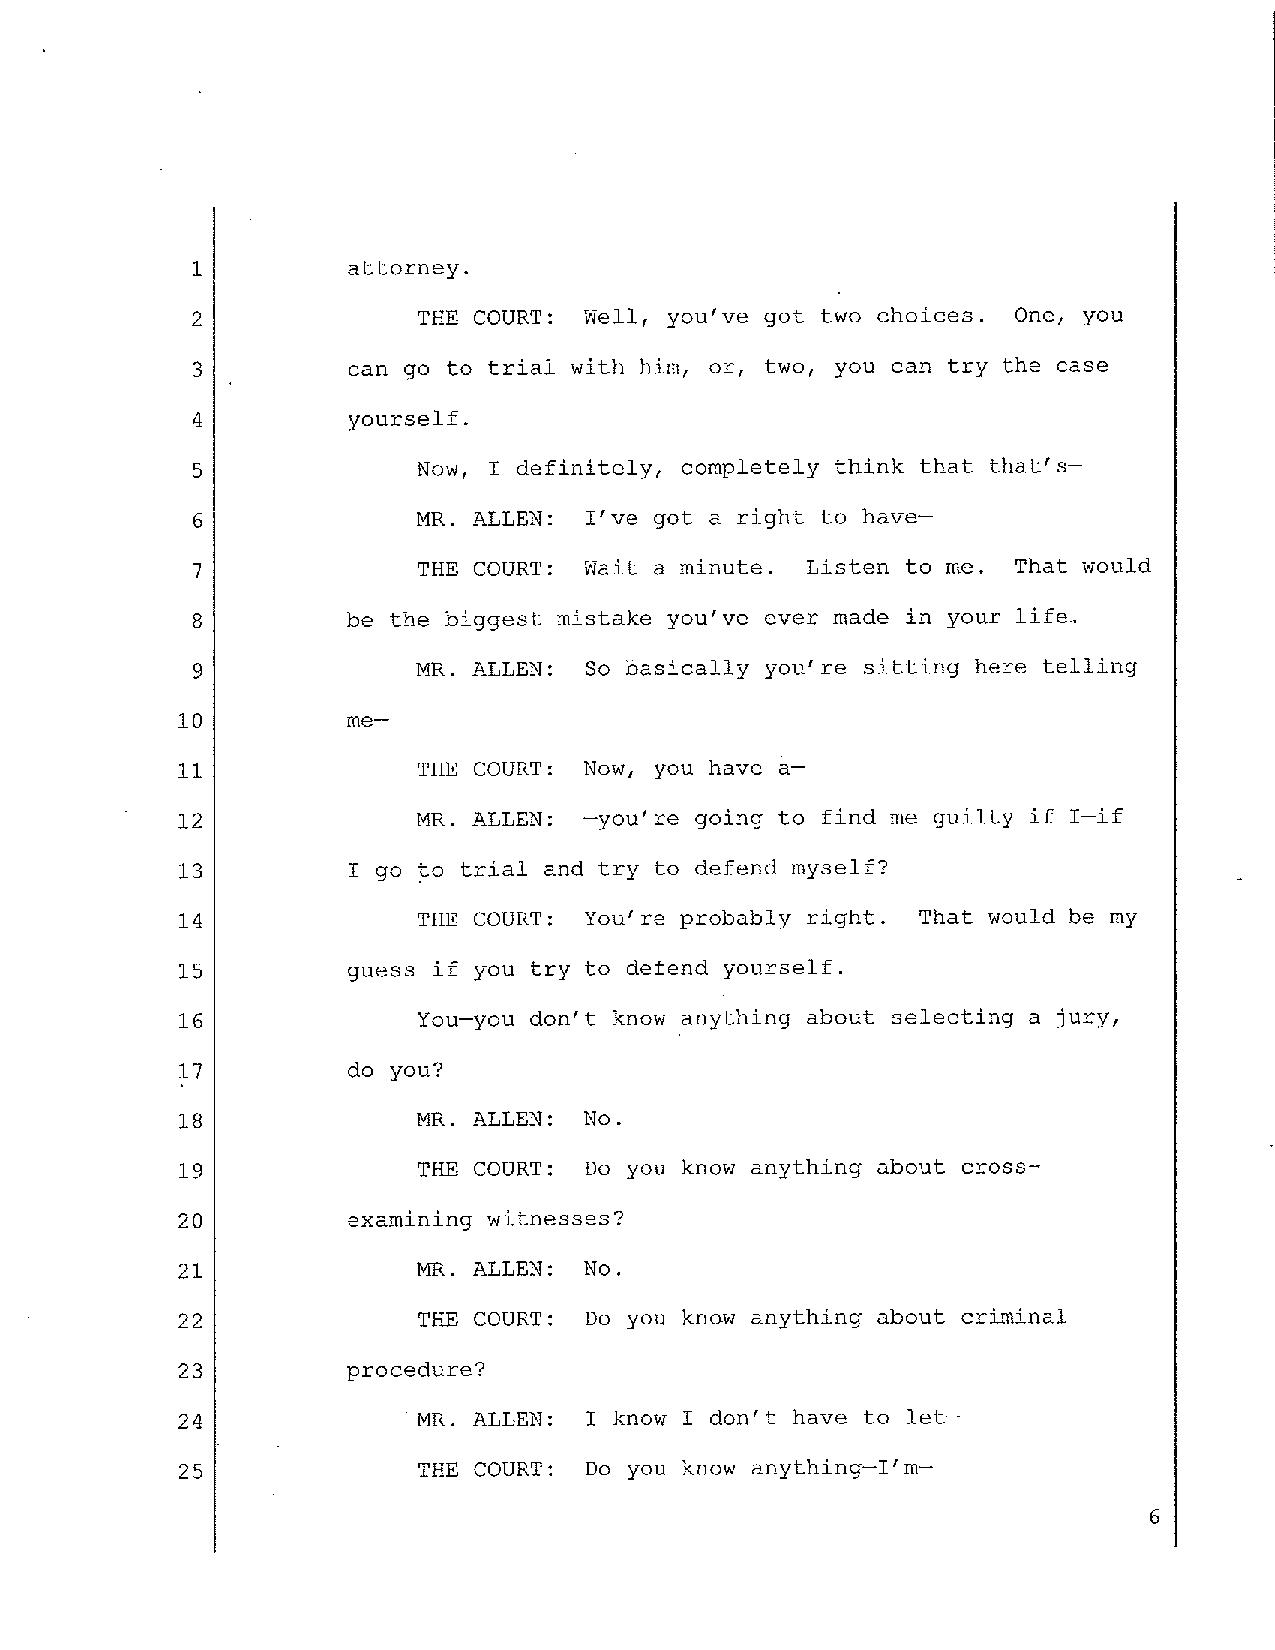 1 attorney.
2 THE COURT: Well, you've got two choices. One, you
3 can go to trial with him, or, two, you can try the case
4 yourself.
5 Now, I definitely, completely think that that's—
6 MR. ALLEN: I've got a right to have—
7 THE COURT: Wait a minute. Listen to me. That would
8 be the biggest mistake you've ever made in your life.
9 MR. ALLEN: So basically you're sitting here telling
10 me—
11 THE COURT: Now, you have a—
12 MR. ALLEN: —you're going to find me guilty if I—if
13 I go to trial and try to defend myself?
14 THE COURT: You're probably right. That would be my
15 guess if you try to defend yourself.
16 You—you don't know anything about selecting a jury,
17 do you?
18 MR. ALLEN: No.
19 THE COURT: Do you know anything about cross-
20 examining witnesses?
21 MR. ALLEN: No.
22 THE COURT: Do you know anything about criminal
23 procedure?
24 MR. ALLEN: I know I don't have to let—
25 THE COURT: Do you know anything—I'm—
6